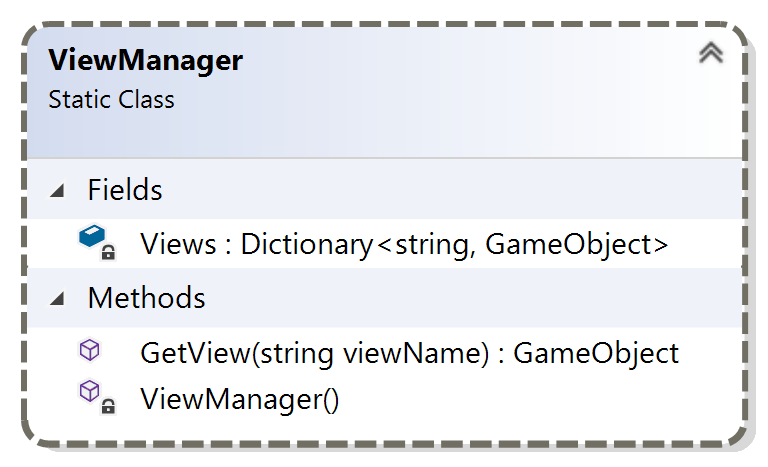 ViewManager
Static Class
Fields
Views : Dictionary<string, GameObject>
Methods
GetView(string viewName) : GameObject
ViewManager()